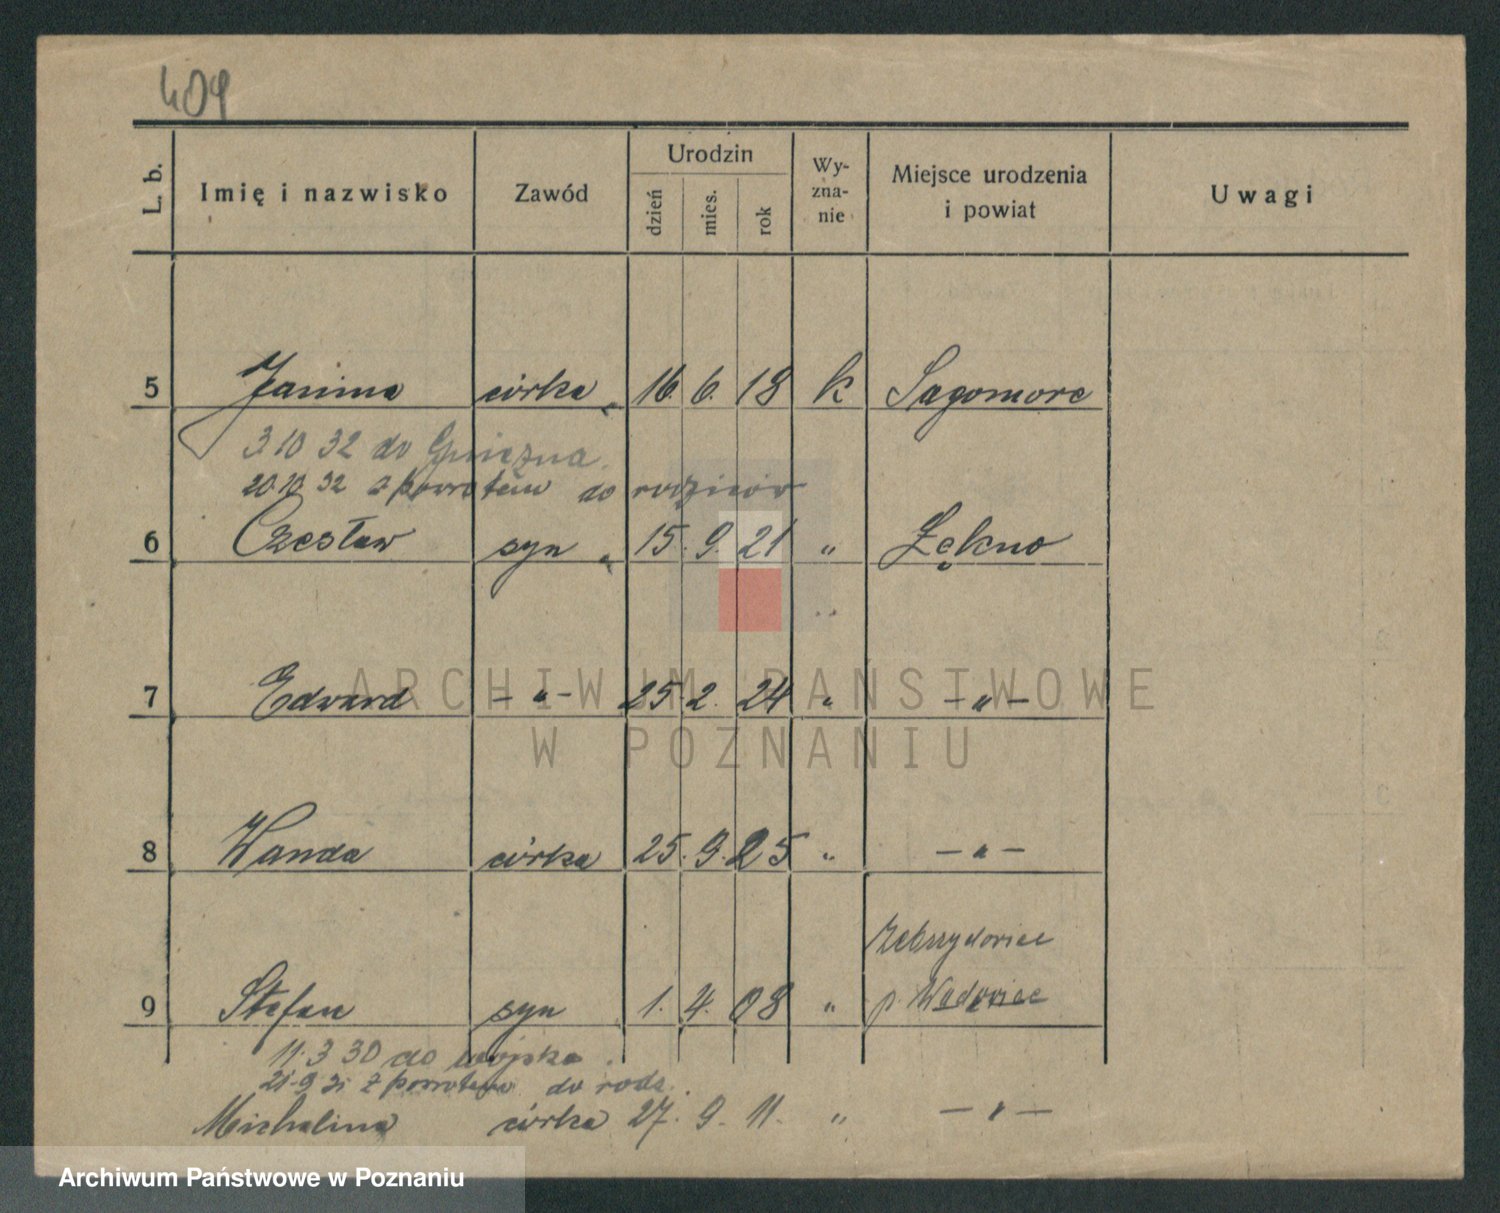 409
L. b. Imię i nazwisko Zawód Urodzin dzień mies. rok Wy-zna-nie Miejsce urodzenia i powiat Uwagi
5 Janina córka 16. 6. 18 k Sagomore
3.10 32 do Gniezna.
20.10.32 z powrotem do rodziców
6 Czesław syn 15. 9. 21 " Łękno
7 Edward -"- 25. 2. 24 " -"-
8 Wanda córka 25. 9. 25 " -"-
Zebrzydowice
9 Stefan syn 1. 4. 08 " p. Wadowice
11.3 30 do wojska.
21.9 31 z powrotem do rodz.
Michalina córka 27. 9. 11. " -"-
ARCHIWUM PAŃSTWOWE
W POZNANIU
Archiwum Państwowe w Poznaniu